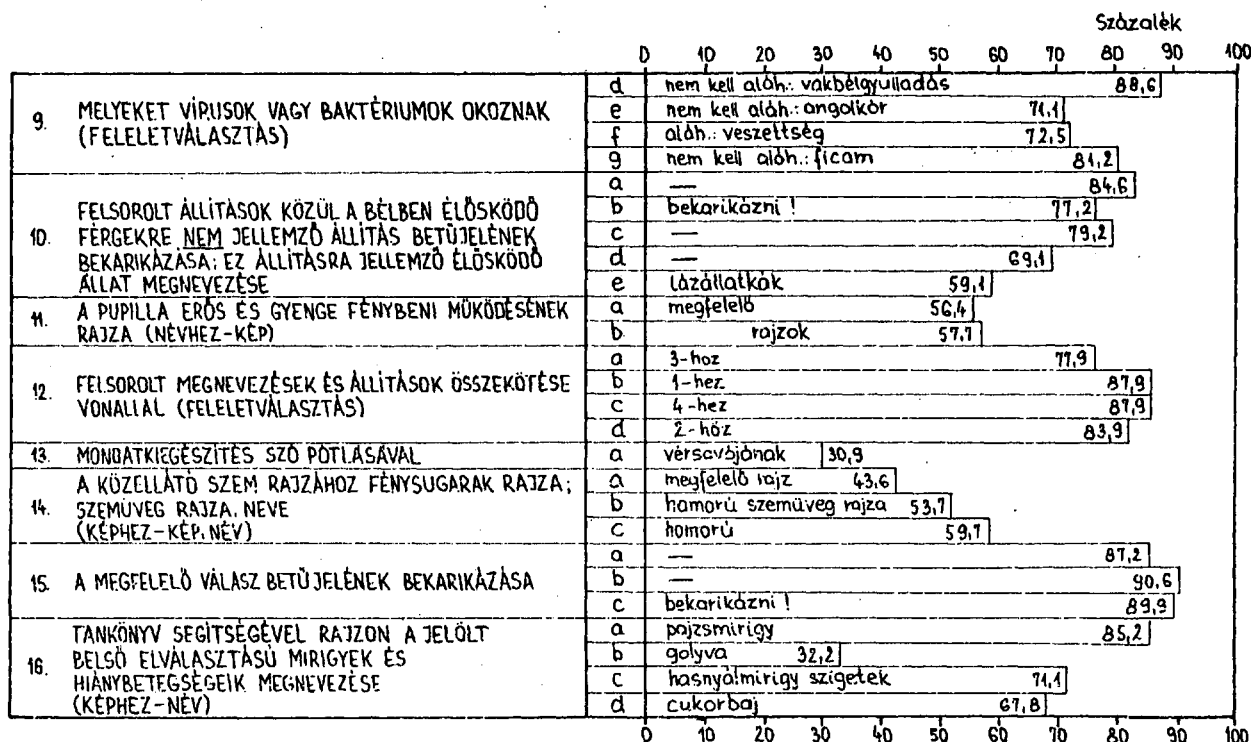 Százalék
0 10 20 30 40 50 60 70 80 90 100
9. MELYEKET VÍRUSOK VAGY BAKTÉRIUMOK OKOZNAK
(FELELETVÁLASZTÁS)
d nem kell aláh.: vakbélgyulladás 88,6
e nem kell aláh.: angolkór 71,1
f aláh.: veszettség 72,5
g nem kell aláh.: ficam 81,2
10. FELSOROLT ÁLLÍTÁSOK KÖZÜL A BÉLBEN ÉLŐSKÖDŐ
FÉRGEKRE NEM JELLEMZŐ ÁLLÍTÁS BETŰJELÉNEK
BEKARIKÁZÁSA; EZ ÁLLÍTÁSRA JELLEMZŐ ÉLŐSKÖDŐ
ÁLLAT MEGNEVEZÉSE
a — 84,6
b bekarikázni! 77,2
c — 79,2
d — 69,1
e lázállatkák 59,1
11. A PUPILLA ERŐS ÉS GYENGE FÉNYBENI MŰKÖDÉSÉNEK
RAJZA (NÉVHEZ-KÉP)
a megfelelő 56,4
b rajzok 57,7
12. FELSOROLT MEGNEVEZÉSEK ÉS ÁLLÍTÁSOK ÖSSZEKÖTÉSE
VONALLAL (FELELETVÁLASZTÁS)
a 3-hoz 77,9
b 1-hez 87,9
c 4-hez 87,9
d 2-höz 83,9
13. MONDATKIEGÉSZÍTÉS SZÓ PÓTLÁSÁVAL
a vérsavójának 30,9
14. A KÖZELLÁTÓ SZEM RAJZÁHOZ FÉNYSUGARAK RAJZA;
SZEMÜVEG RAJZA, NEVE
(KÉPHEZ-KÉP, NÉV)
a megfelelő rajz 43,6
b homorú szemüveg rajza 53,7
c homorú 59,7
15. A MEGFELELŐ VÁLASZ BETŰJELÉNEK BEKARIKÁZÁSA
a — 87,2
b — 90,6
c bekarikázni! 89,9
16. TANKÖNYV SEGÍTSÉGÉVEL RAJZON A JELÖLT
BELSŐ ELVÁLASZTÁSÚ MIRIGYEK ÉS
HIÁNYBETEGSÉGEIK MEGNEVEZÉSE
(KÉPHEZ-NÉV)
a pajzsmirigy 85,2
b golyva 32,2
c hasnyálmirigy szigetek 71,1
d cukorbaj 67,8
0 10 20 30 40 50 60 70 80 90 100